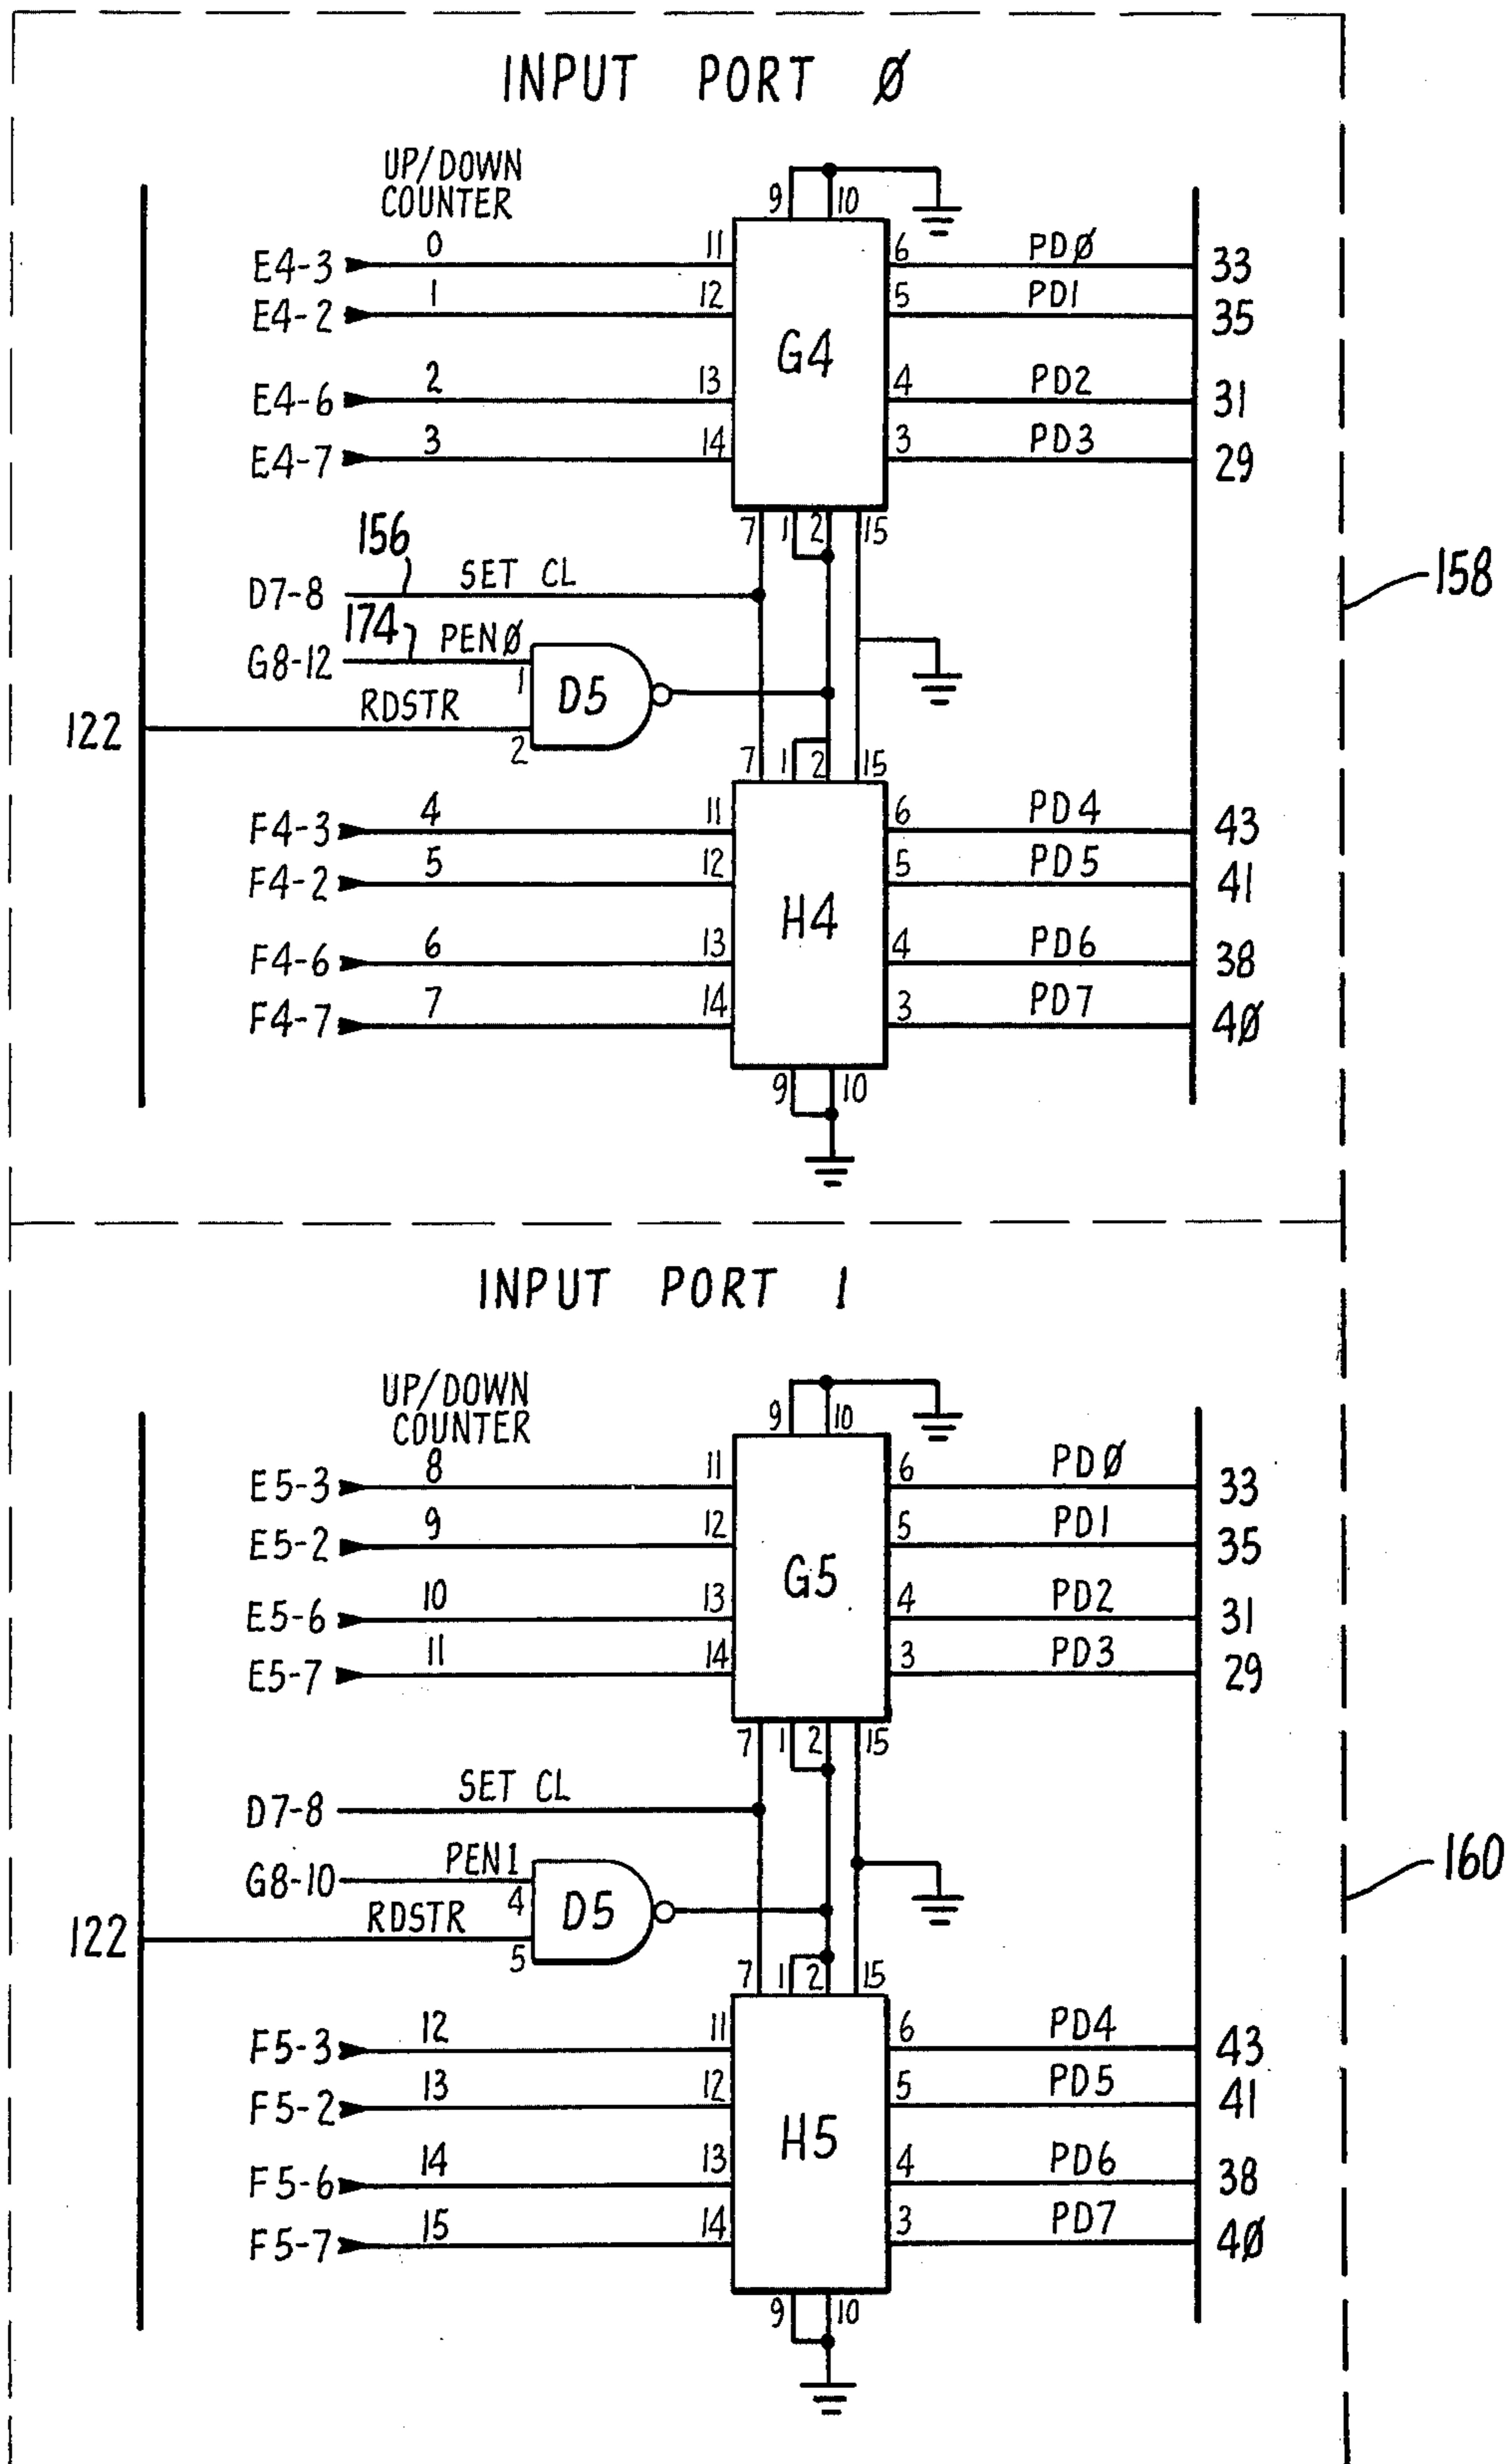 INPUT PORT Ø
UP/DOWN
COUNTER
9 10
E4-3 0 11 6 PDØ 33
E4-2 1 12 5 PD1 35
G4
E4-6 2 13 4 PD2 31
E4-7 3 14 3 PD3 29
7 1 2 15
156
D7-8 SET CL
158
174
G8-12 PENØ 1
D5
122 RDSTR 2
7 1 2 15
F4-3 4 11 6 PD4 43
F4-2 5 12 5 PD5 41
H4
F4-6 6 13 4 PD6 38
F4-7 7 14 3 PD7 4Ø
9 10
INPUT PORT 1
UP/DOWN
COUNTER
9 10
E5-3 8 11 6 PDØ 33
E5-2 9 12 5 PD1 35
G5
E5-6 10 13 4 PD2 31
E5-7 11 14 3 PD3 29
7 1 2 15
D7-8 SET CL
G8-10 PEN1 4
160
D5
122 RDSTR 5
7 1 2 15
F5-3 12 11 6 PD4 43
F5-2 13 12 5 PD5 41
H5
F5-6 14 13 4 PD6 38
F5-7 15 14 3 PD7 4Ø
9 10